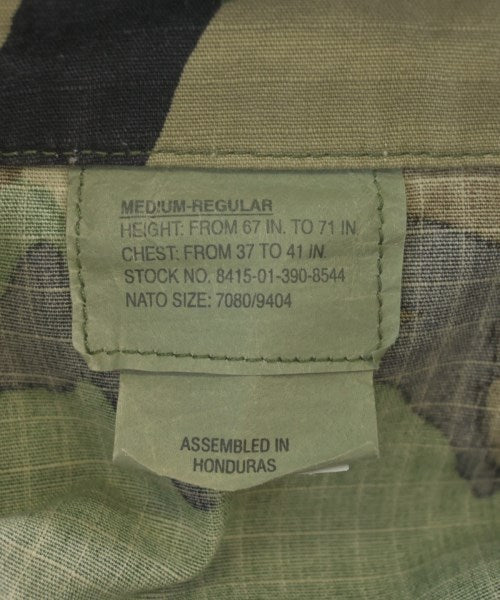 MEDIUM-REGULAR
HEIGHT: FROM 67 IN. TO 71 IN
CHEST: FROM 37 TO 41 IN.
STOCK NO. 8415-01-390-8544
NATO SIZE: 7080/9404
ASSEMBLED IN
HONDURAS